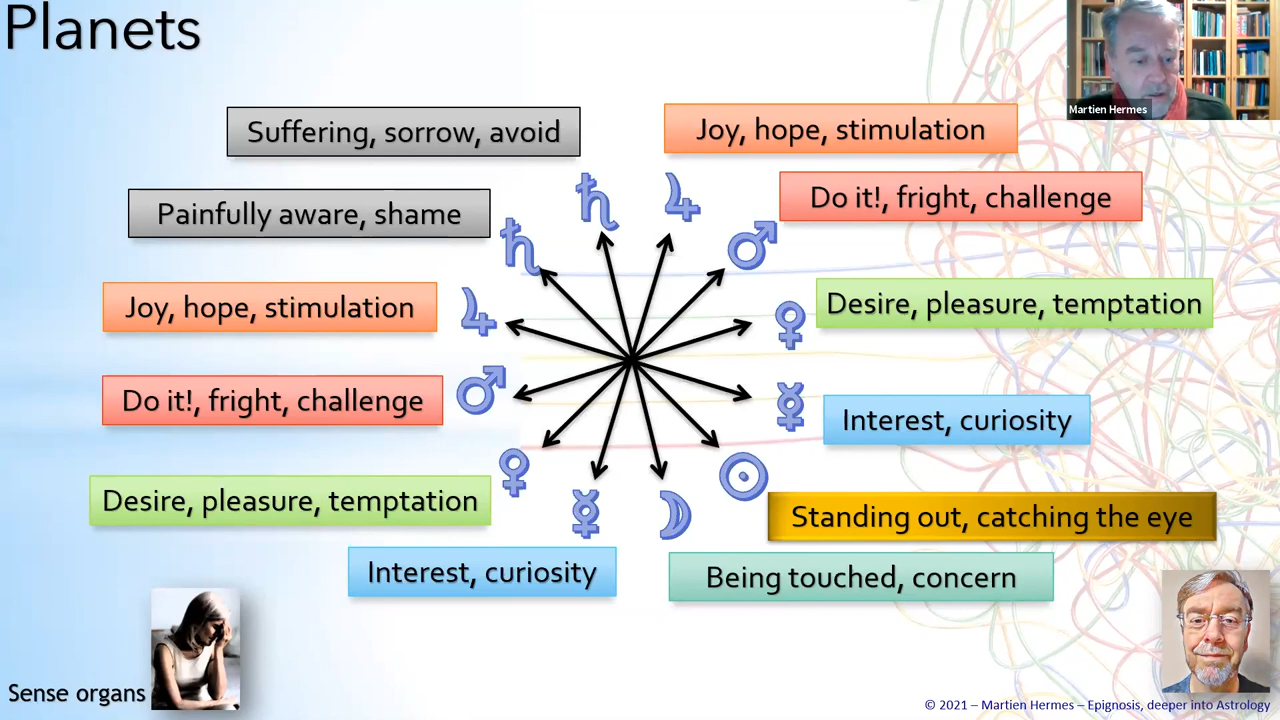 Planets
Martien Hermes
Suffering, sorrow, avoid
Joy, hope, stimulation
Painfully aware, shame
Do it!, fright, challenge
Joy, hope, stimulation
Desire, pleasure, temptation
Do it!, fright, challenge
Interest, curiosity
Desire, pleasure, temptation
Standing out, catching the eye
Interest, curiosity
Being touched, concern
Sense organs
© 2021 – Martien Hermes – Epignosis, deeper into Astrology